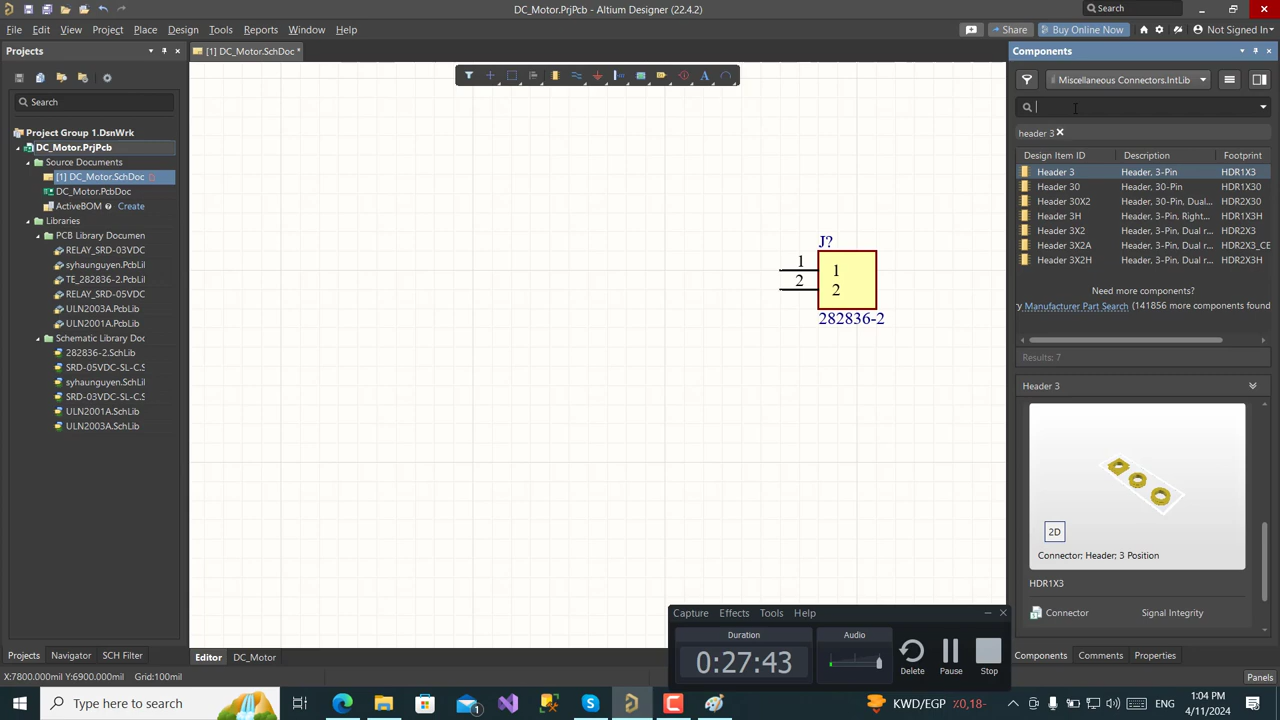 DC_Motor.PrjPcb - Altium Designer (22.4.2)
Search
File Edit View Project Place Design Tools Reports Window Help
Share
Buy Online Now
Not Signed In
Projects
[1] DC_Motor.SchDoc *
Components
Miscellaneous Connectors.IntLib
Search
Project Group 1.DsnWrk
DC_Motor.PrjPcb
Source Documents
[1] DC_Motor.SchDoc
DC_Motor.PcbDoc
ActiveBOM Create
Libraries
PCB Library Documen
RELAY_SRD-03VDC
syhaunguyen.PcbLil
TE_282836-2.PcbLil
RELAY_SRD-05VDC
ULN2003A.PcbLib
ULN2001A.PcbLib
Schematic Library Doc
282836-2.SchLib
SRD-05VDC-SL-C.S
syhaunguyen.SchLi
SRD-03VDC-SL-C.S
ULN2001A.SchLib
ULN2003A.SchLib
J?
1 1
2 2
282836-2
header 3
Design Item ID Description Footprint
Header 3 Header, 3-Pin HDR1X3
Header 30 Header, 30-Pin HDR1X30
Header 30X2 Header, 30-Pin, Dual... HDR2X30
Header 3H Header, 3-Pin, Right... HDR1X3H
Header 3X2 Header, 3-Pin, Dual r... HDR2X3
Header 3X2A Header, 3-Pin, Dual r... HDR2X3_CE
Header 3X2H Header, 3-Pin, Dual r... HDR2X3H
Need more components?
y Manufacturer Part Search (141856 more components found
Results: 7
Header 3
2D
Connector; Header; 3 Position
HDR1X3
Connector Signal Integrity
Capture Effects Tools Help
Duration
0:27:43
Audio
Delete
Pause
Stop
Projects Navigator SCH Filter
Editor DC_Motor
Components Comments Properties
Grid:100mil
Panels
Type here to search
1
KWD/EGP
٪0,18-
1:04 PM
4/11/2024